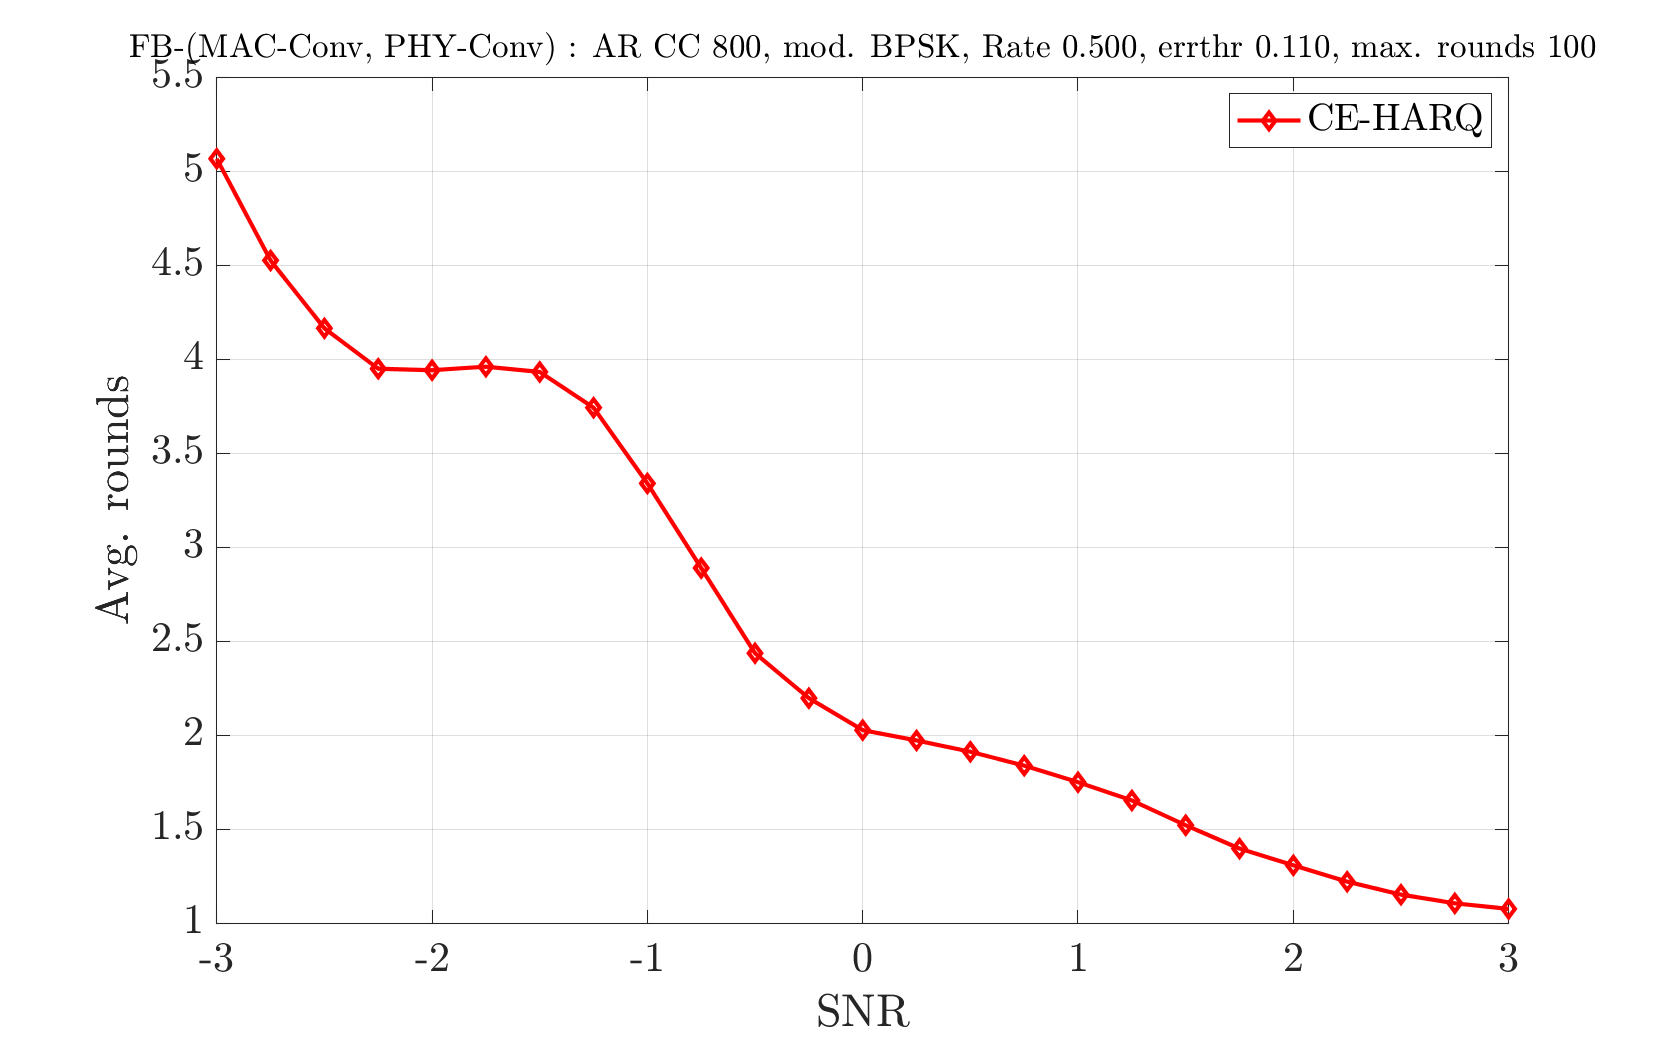 FB-(MAC-Conv, PHY-Conv) : AR CC 800, mod. BPSK, Rate 0.500, errthr 0.110, max. rounds 100
CE-HARQ
5.5
5
4.5
4
3.5
3
2.5
2
1.5
1
Avg. rounds
-3 -2 -1 0 1 2 3
SNR